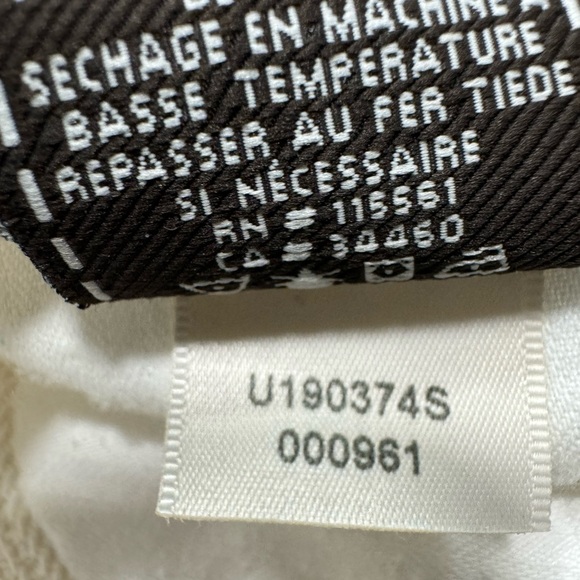 SECHAGE EN MACHINE A
BASSE TEMPERATURE
REPASSER AU FER TIEDE
SI NÉCESSAIRE
RN # 115561
CA # 34460
U190374S
000961